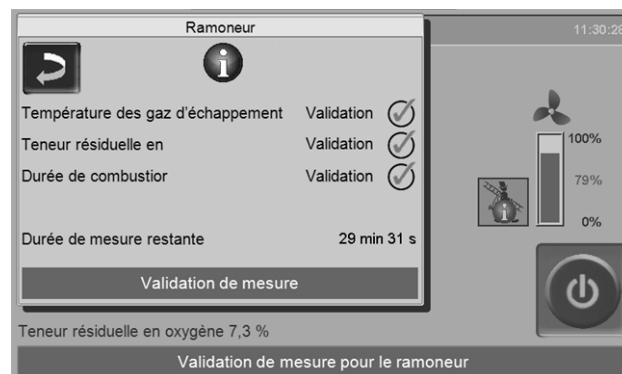 Ramoneur
11:30:28
Température des gaz d'échappement Validation
Teneur résiduelle en Validation
Durée de combustior Validation
Durée de mesure restante 29 min 31 s
Validation de mesure
100%
79%
0%
Teneur résiduelle en oxygène 7,3 %
Validation de mesure pour le ramoneur